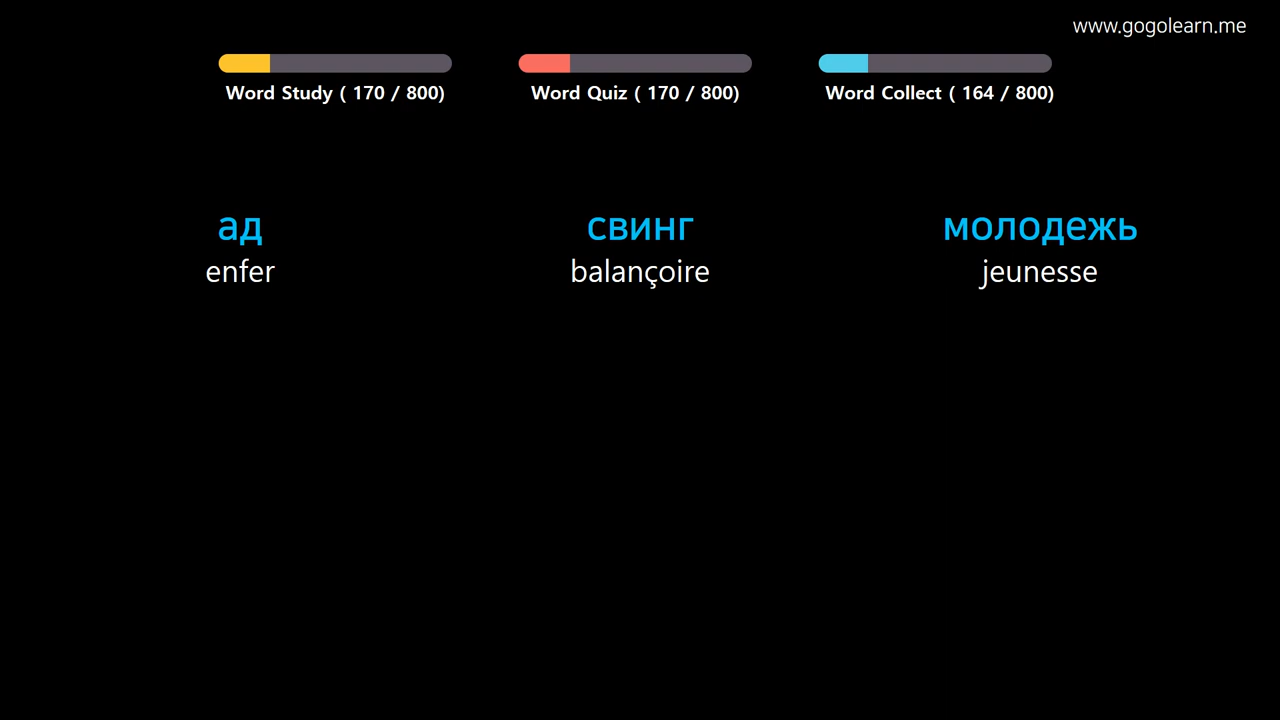 www.gogolearn.me
Word Study ( 170 / 800)
Word Quiz ( 170 / 800)
Word Collect ( 164 / 800)
ад
свинг
молодежь
enfer
balançoire
jeunesse